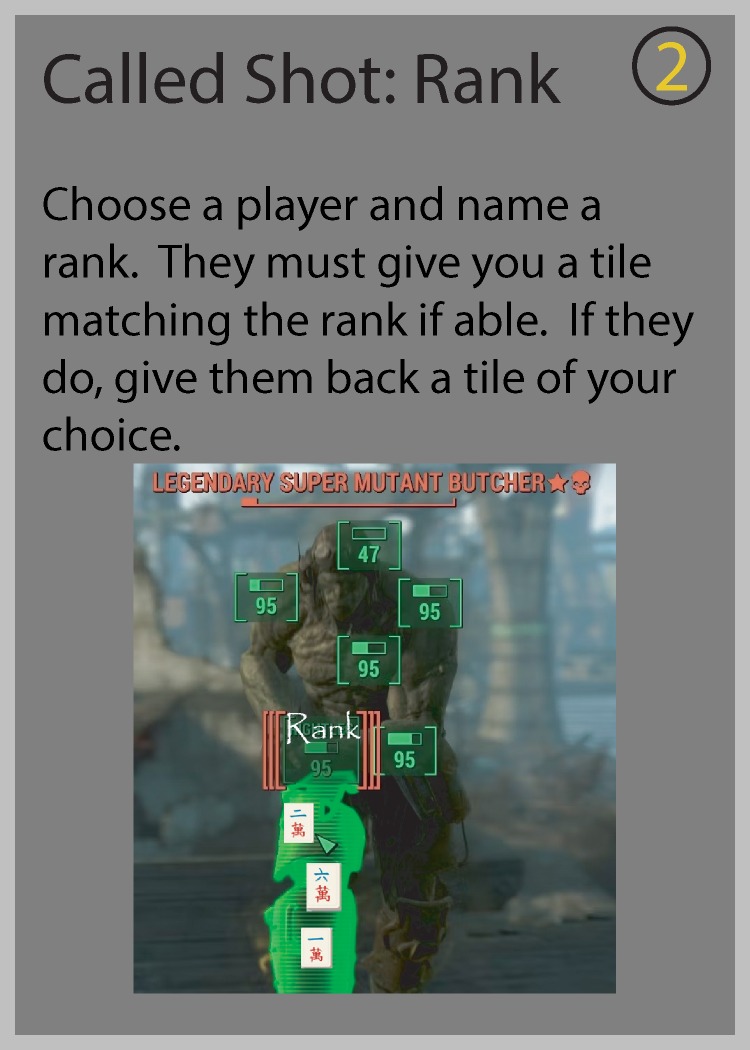 Called Shot: Rank
2
Choose a player and name a
rank.  They must give you a tile
matching the rank if able.  If they
do, give them back a tile of your
choice.
LEGENDARY SUPER MUTANT BUTCHER
47
95
95
95
Rank
95
95
二
萬
六
萬
一
萬